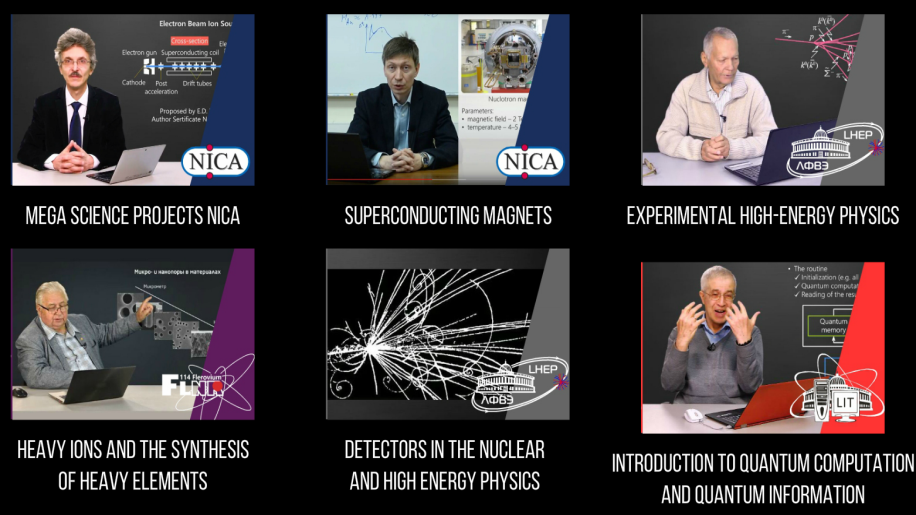 Electron Beam Ion Sou
Cross-section
Electron gun Superconducting coil
Cathode Post acceleration Drift tubes
Proposed by E.D.
Author Sertificate N
NICA
MEGA SCIENCE PROJECTS NICA
Nuclotron ma
Parameters:
• magnetic field – 2 T
• temperature – 4-5
NICA
SUPERCONDUCTING MAGNETS
LHEP
ЛФВЭ
EXPERIMENTAL HIGH-ENERGY PHYSICS
Микро- и нанопоры в материалах
Микрометр
114 Flerovium
FLNR
HEAVY IONS AND THE SYNTHESIS
OF HEAVY ELEMENTS
LHEP
ЛФВЭ
DETECTORS IN THE NUCLEAR
AND HIGH ENERGY PHYSICS
• The routine
✓ Initialization (e.g. all
✓ Quantum computat
✓ Reading of the resu
Quantum
memory
LIT
INTRODUCTION TO QUANTUM COMPUTATION
AND QUANTUM INFORMATION